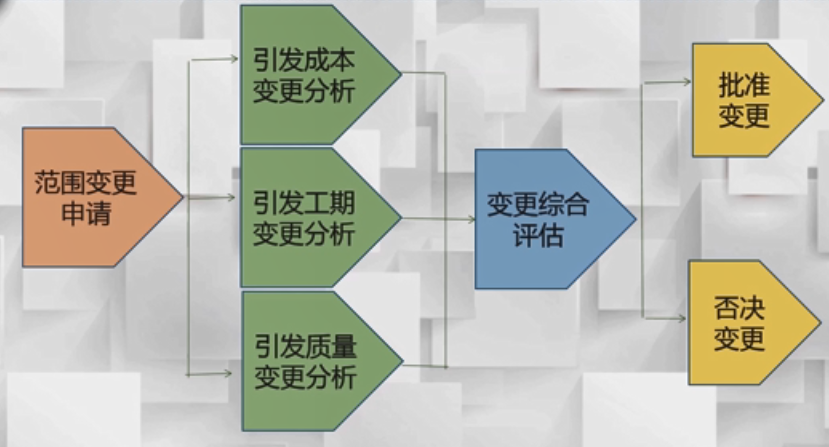 范围变更
申请
引发成本
变更分析
引发工期
变更分析
引发质量
变更分析
变更综合
评估
批准
变更
否决
变更